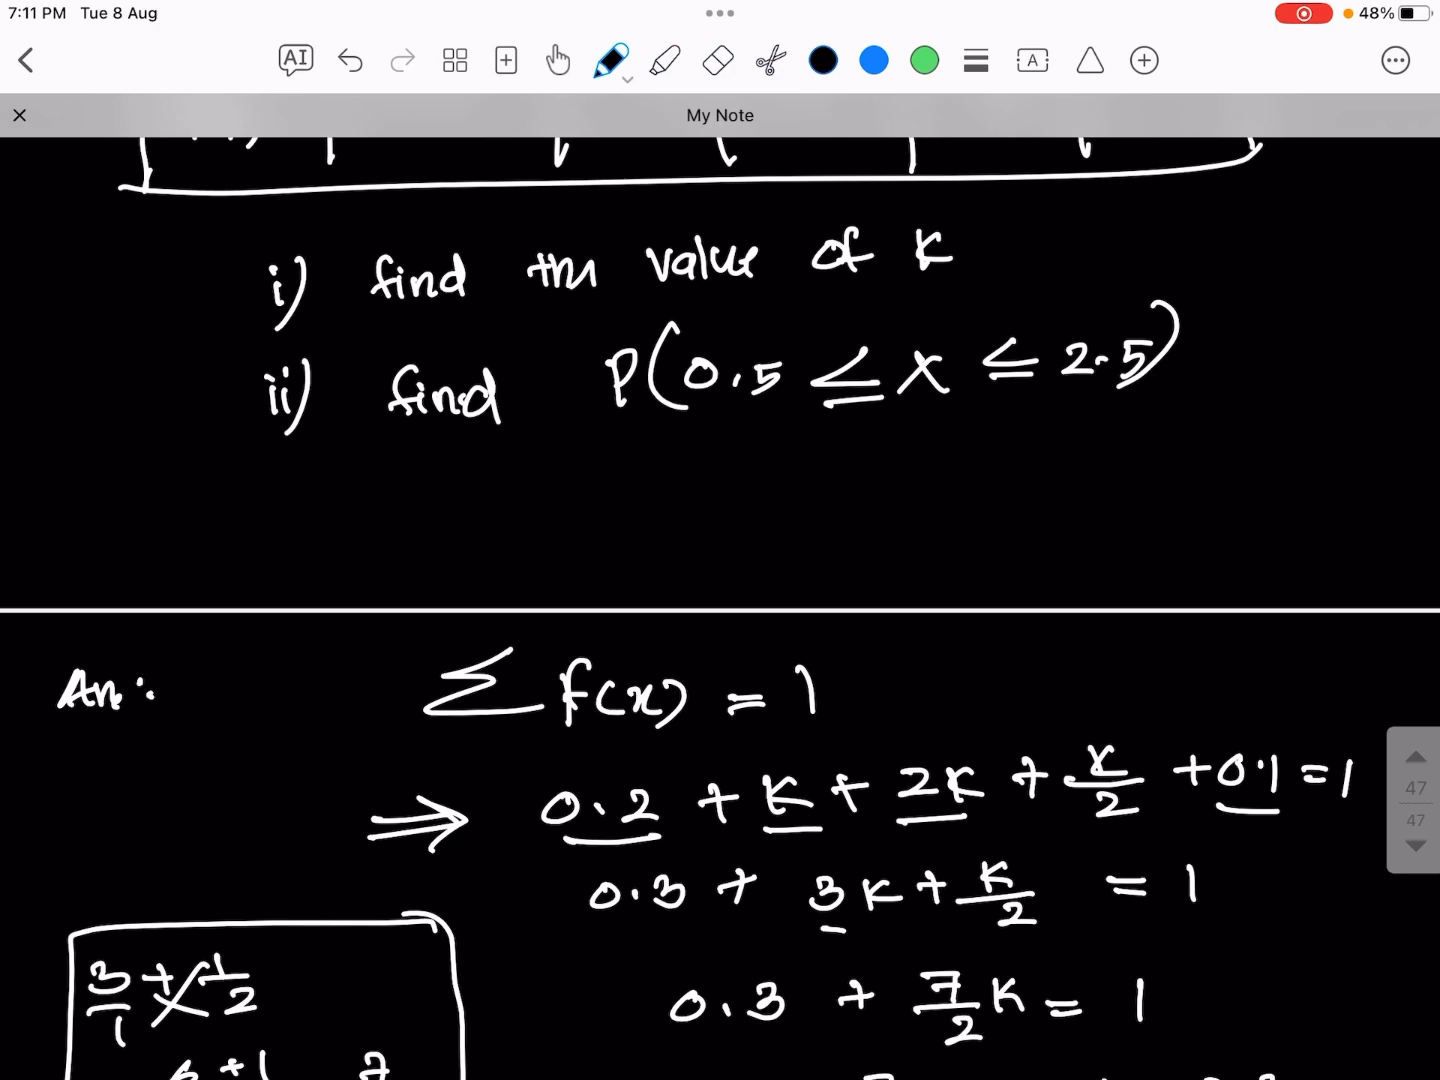 7:11 PM Tue 8 Aug
48%
AI
A
My Note
i) find the value of K
ii) find P(0.5 ≤ X ≤ 2.5)
Ans: Σ f(x) = 1
⇒ 0.2 + K + 2K + K/2 + 0.1 = 1
47
47
0.3 + 3K + K/2 = 1
3/1 + 1/2
0.3 + 7/2 K = 1